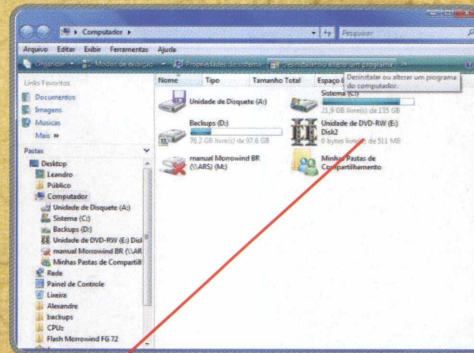 Computador
Pesquisar
Arquivo Editar Exibir Ferramentas Ajuda
Organizar Modos de exibição Propriedades do sistema Desinstalar ou alterar um programa
Desinstalar ou alterar um programa
do computador.
Links Favoritos
Documentos
Imagens
Músicas
Mais »
Pastas
Desktop
Leandro
Público
Computador
Unidade de Disquete (A:)
Sistema (C:)
Backups (D:)
Unidade de DVD-RW (E:) Disk
manual Morrowind BR (\\AR
Minhas Pastas de Compartilh
Rede
Painel de Controle
Lixeira
Alexandre
backups
CPUz
Flash Morrowind FG 72
Nome Tipo Tamanho Total Espaço
Unidade de Disquete (A:)
Sistema (C:)
21,9 GB livre(s) de 135 GB
Backups (D:)
76,2 GB livre(s) de 97,6 GB
Unidade de DVD-RW (E:)
Disk2
0 bytes livre(s) de 511 MB
manual Morrowind BR
(\\ARS) (M:)
Minhas Pastas de
Compartilhamento